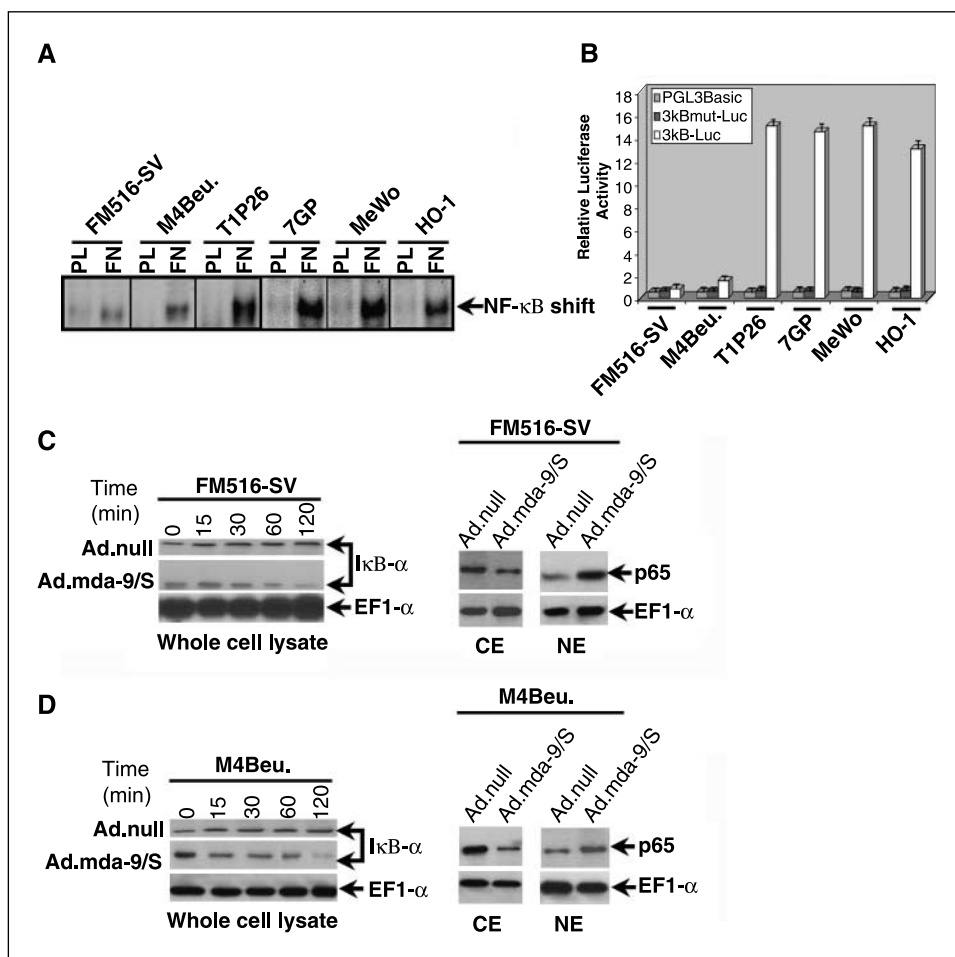 A
FM516-SV M4Beu. T1P26 7GP MeWo HO-1
PL FN PL FN PL FN PL FN PL FN PL FN
NF-κB shift
B
PGL3Basic
3kBmut-Luc
3kB-Luc
Relative Luciferase
Activity
18
16
14
12
10
8
6
4
2
0
FM516-SV M4Beu. T1P26 7GP MeWo HO-1
C
Time
(min)
FM516-SV
0 15 30 60 120
Ad.null
IκB-α
Ad.mda-9/S
EF1-α
Whole cell lysate
FM516-SV
Ad.null Ad.mda-9/S Ad.null Ad.mda-9/S
p65
EF1-α
CE NE
D
Time
(min)
M4Beu.
0 15 30 60 120
Ad.null
IκB-α
Ad.mda-9/S
EF1-α
Whole cell lysate
M4Beu.
Ad.null Ad.mda-9/S Ad.null Ad.mda-9/S
p65
EF1-α
CE NE